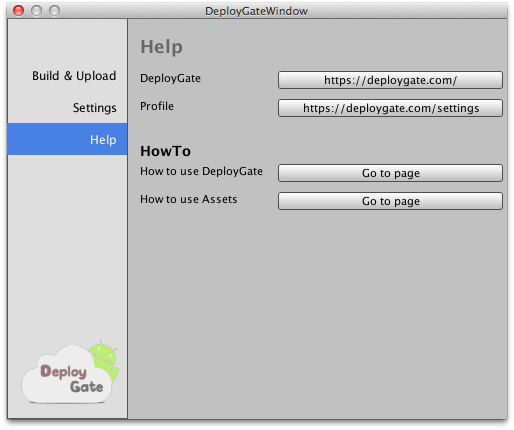 DeployGateWindow
Build & Upload
Settings
Help
Help
DeployGate https://deploygate.com/
Profile https://deploygate.com/settings
HowTo
How to use DeployGate Go to page
How to use Assets Go to page
Deploy
Gate